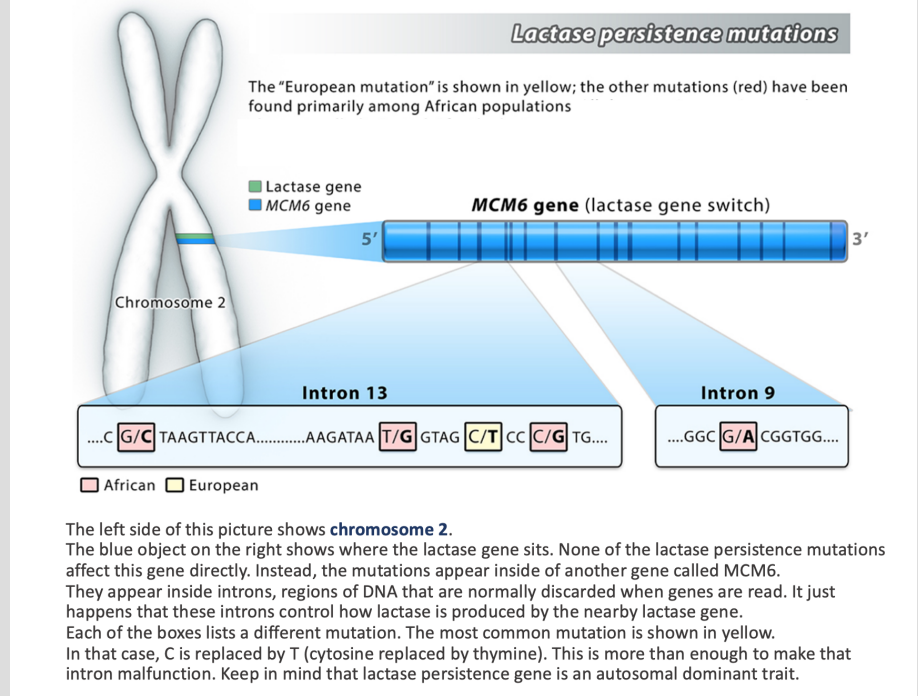 Lactase persistence mutations
The “European mutation” is shown in yellow; the other mutations (red) have been
found primarily among African populations
Lactase gene
MCM6 gene
MCM6 gene (lactase gene switch)
5’
3’
Chromosome 2
Intron 13
Intron 9
....C G/C TAAGTTACCA............AAGATAA T/G GTAG C/T CC C/G TG....
....GGC G/A CGGTGG....
African European
The left side of this picture shows chromosome 2.
The blue object on the right shows where the lactase gene sits. None of the lactase persistence mutations
affect this gene directly. Instead, the mutations appear inside of another gene called MCM6.
They appear inside introns, regions of DNA that are normally discarded when genes are read. It just
happens that these introns control how lactase is produced by the nearby lactase gene.
Each of the boxes lists a different mutation. The most common mutation is shown in yellow.
In that case, C is replaced by T (cytosine replaced by thymine). This is more than enough to make that
intron malfunction. Keep in mind that lactase persistence gene is an autosomal dominant trait.